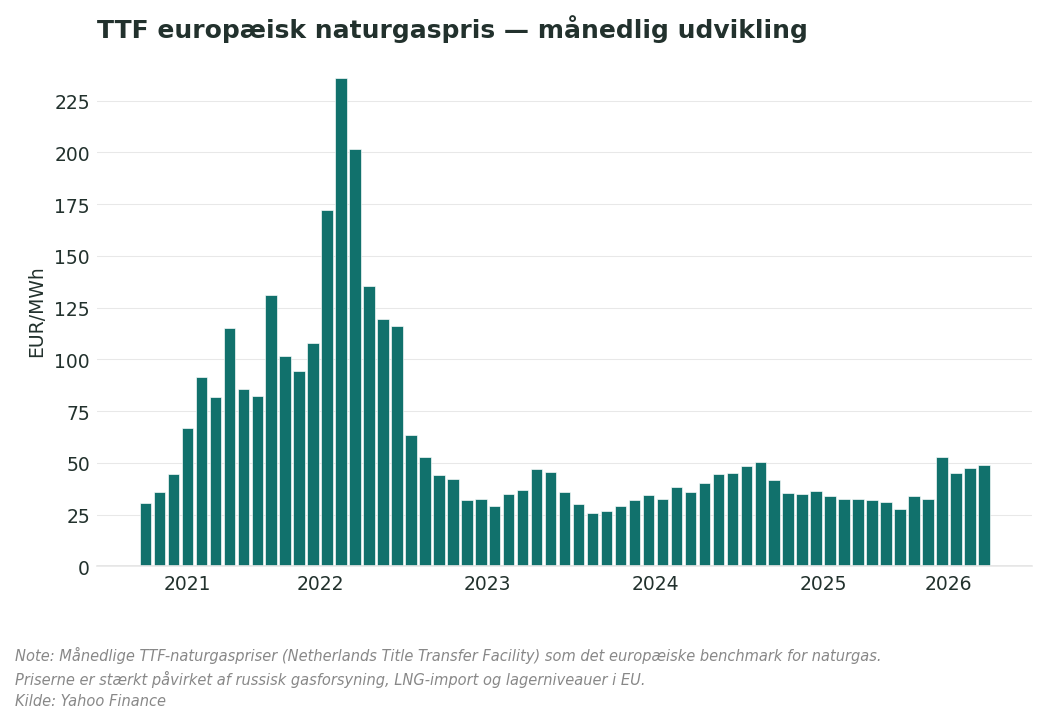 TTF europæisk naturgaspris — månedlig udvikling
EUR/MWh
225
200
175
150
125
100
75
50
25
0
2021 2022 2023 2024 2025 2026
Note: Månedlige TTF-naturgaspriser (Netherlands Title Transfer Facility) som det europæiske benchmark for naturgas.
Priserne er stærkt påvirket af russisk gasforsyning, LNG-import og lagerniveauer i EU.
Kilde: Yahoo Finance